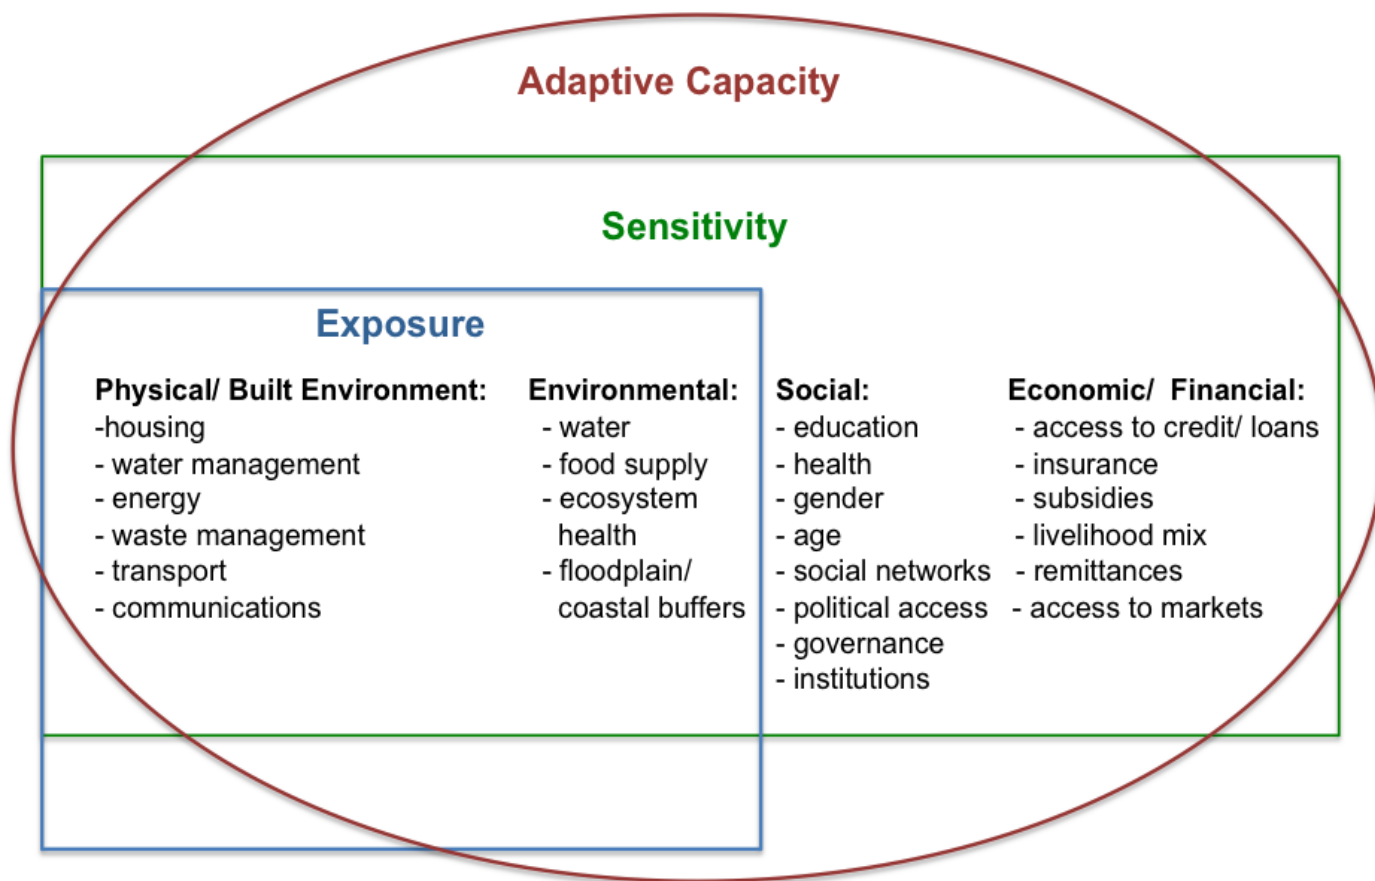 Adaptive Capacity
Sensitivity
Exposure
Physical/ Built Environment:
-housing
- water management
- energy
- waste management
- transport
- communications
Environmental:
- water
- food supply
- ecosystem
health
- floodplain/
coastal buffers
Social:
- education
- health
- gender
- age
- social networks
- political access
- governance
- institutions
Economic/ Financial:
- access to credit/ loans
- insurance
- subsidies
- livelihood mix
- remittances
- access to markets